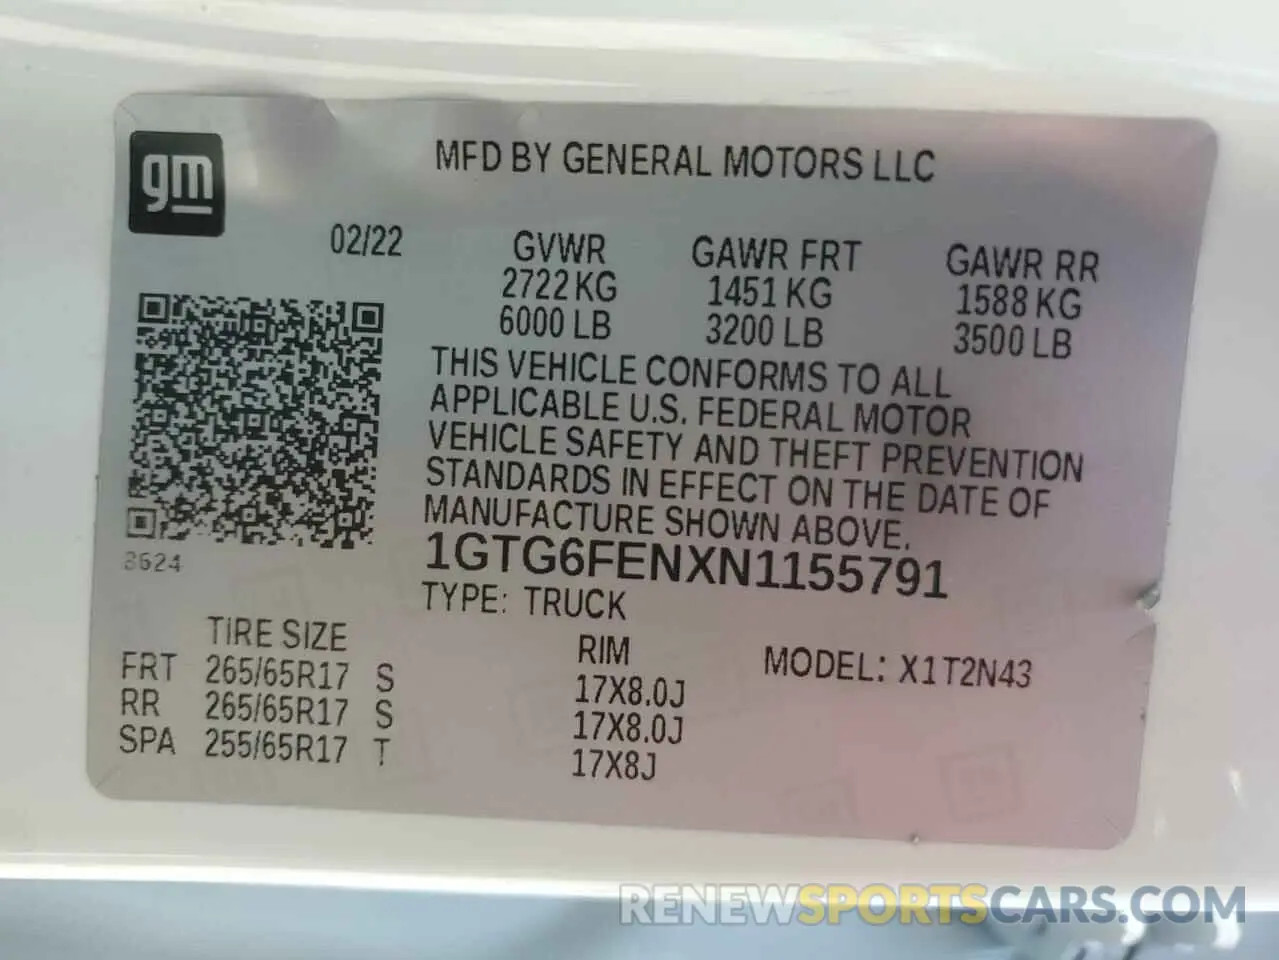 gm
MFD BY GENERAL MOTORS LLC
02/22
GVWR GAWR FRT GAWR RR
2722 KG 1451 KG 1588 KG
6000 LB 3200 LB 3500 LB
THIS VEHICLE CONFORMS TO ALL
APPLICABLE U.S. FEDERAL MOTOR
VEHICLE SAFETY AND THEFT PREVENTION
STANDARDS IN EFFECT ON THE DATE OF
MANUFACTURE SHOWN ABOVE.
3624
1GTG6FENXN1155791
TYPE: TRUCK
TIRE SIZE RIM MODEL: X1T2N43
FRT 265/65R17 S 17X8.0J
RR 265/65R17 S 17X8.0J
SPA 255/65R17 T 17X8J
RENEWSPORTSCARS.COM